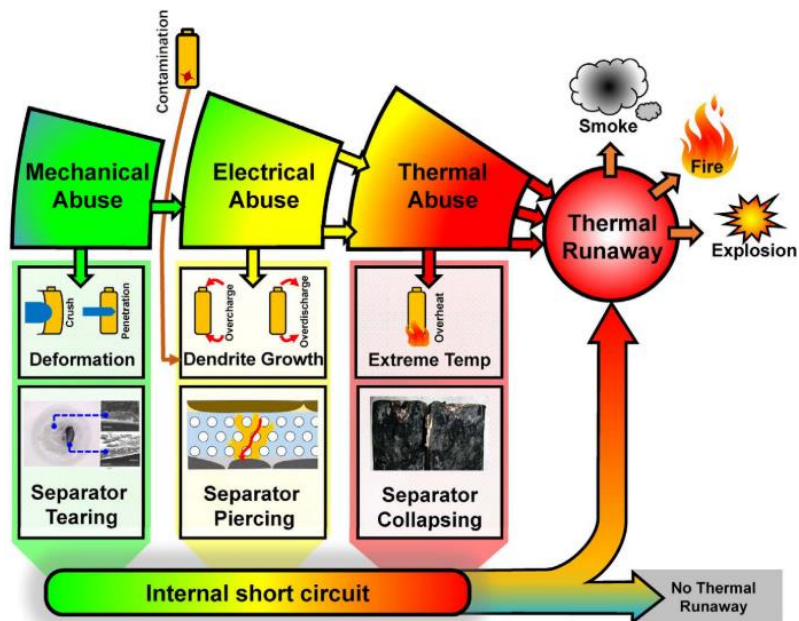 Contamination
Smoke
Fire
Explosion
Mechanical
Abuse
Electrical
Abuse
Thermal
Abuse
Thermal
Runaway
Crush
Penetration
Deformation
Overcharge
Overdischarge
Dendrite Growth
Overheat
Extreme Temp
Separator
Tearing
Separator
Piercing
Separator
Collapsing
Internal short circuit
No Thermal
Runaway